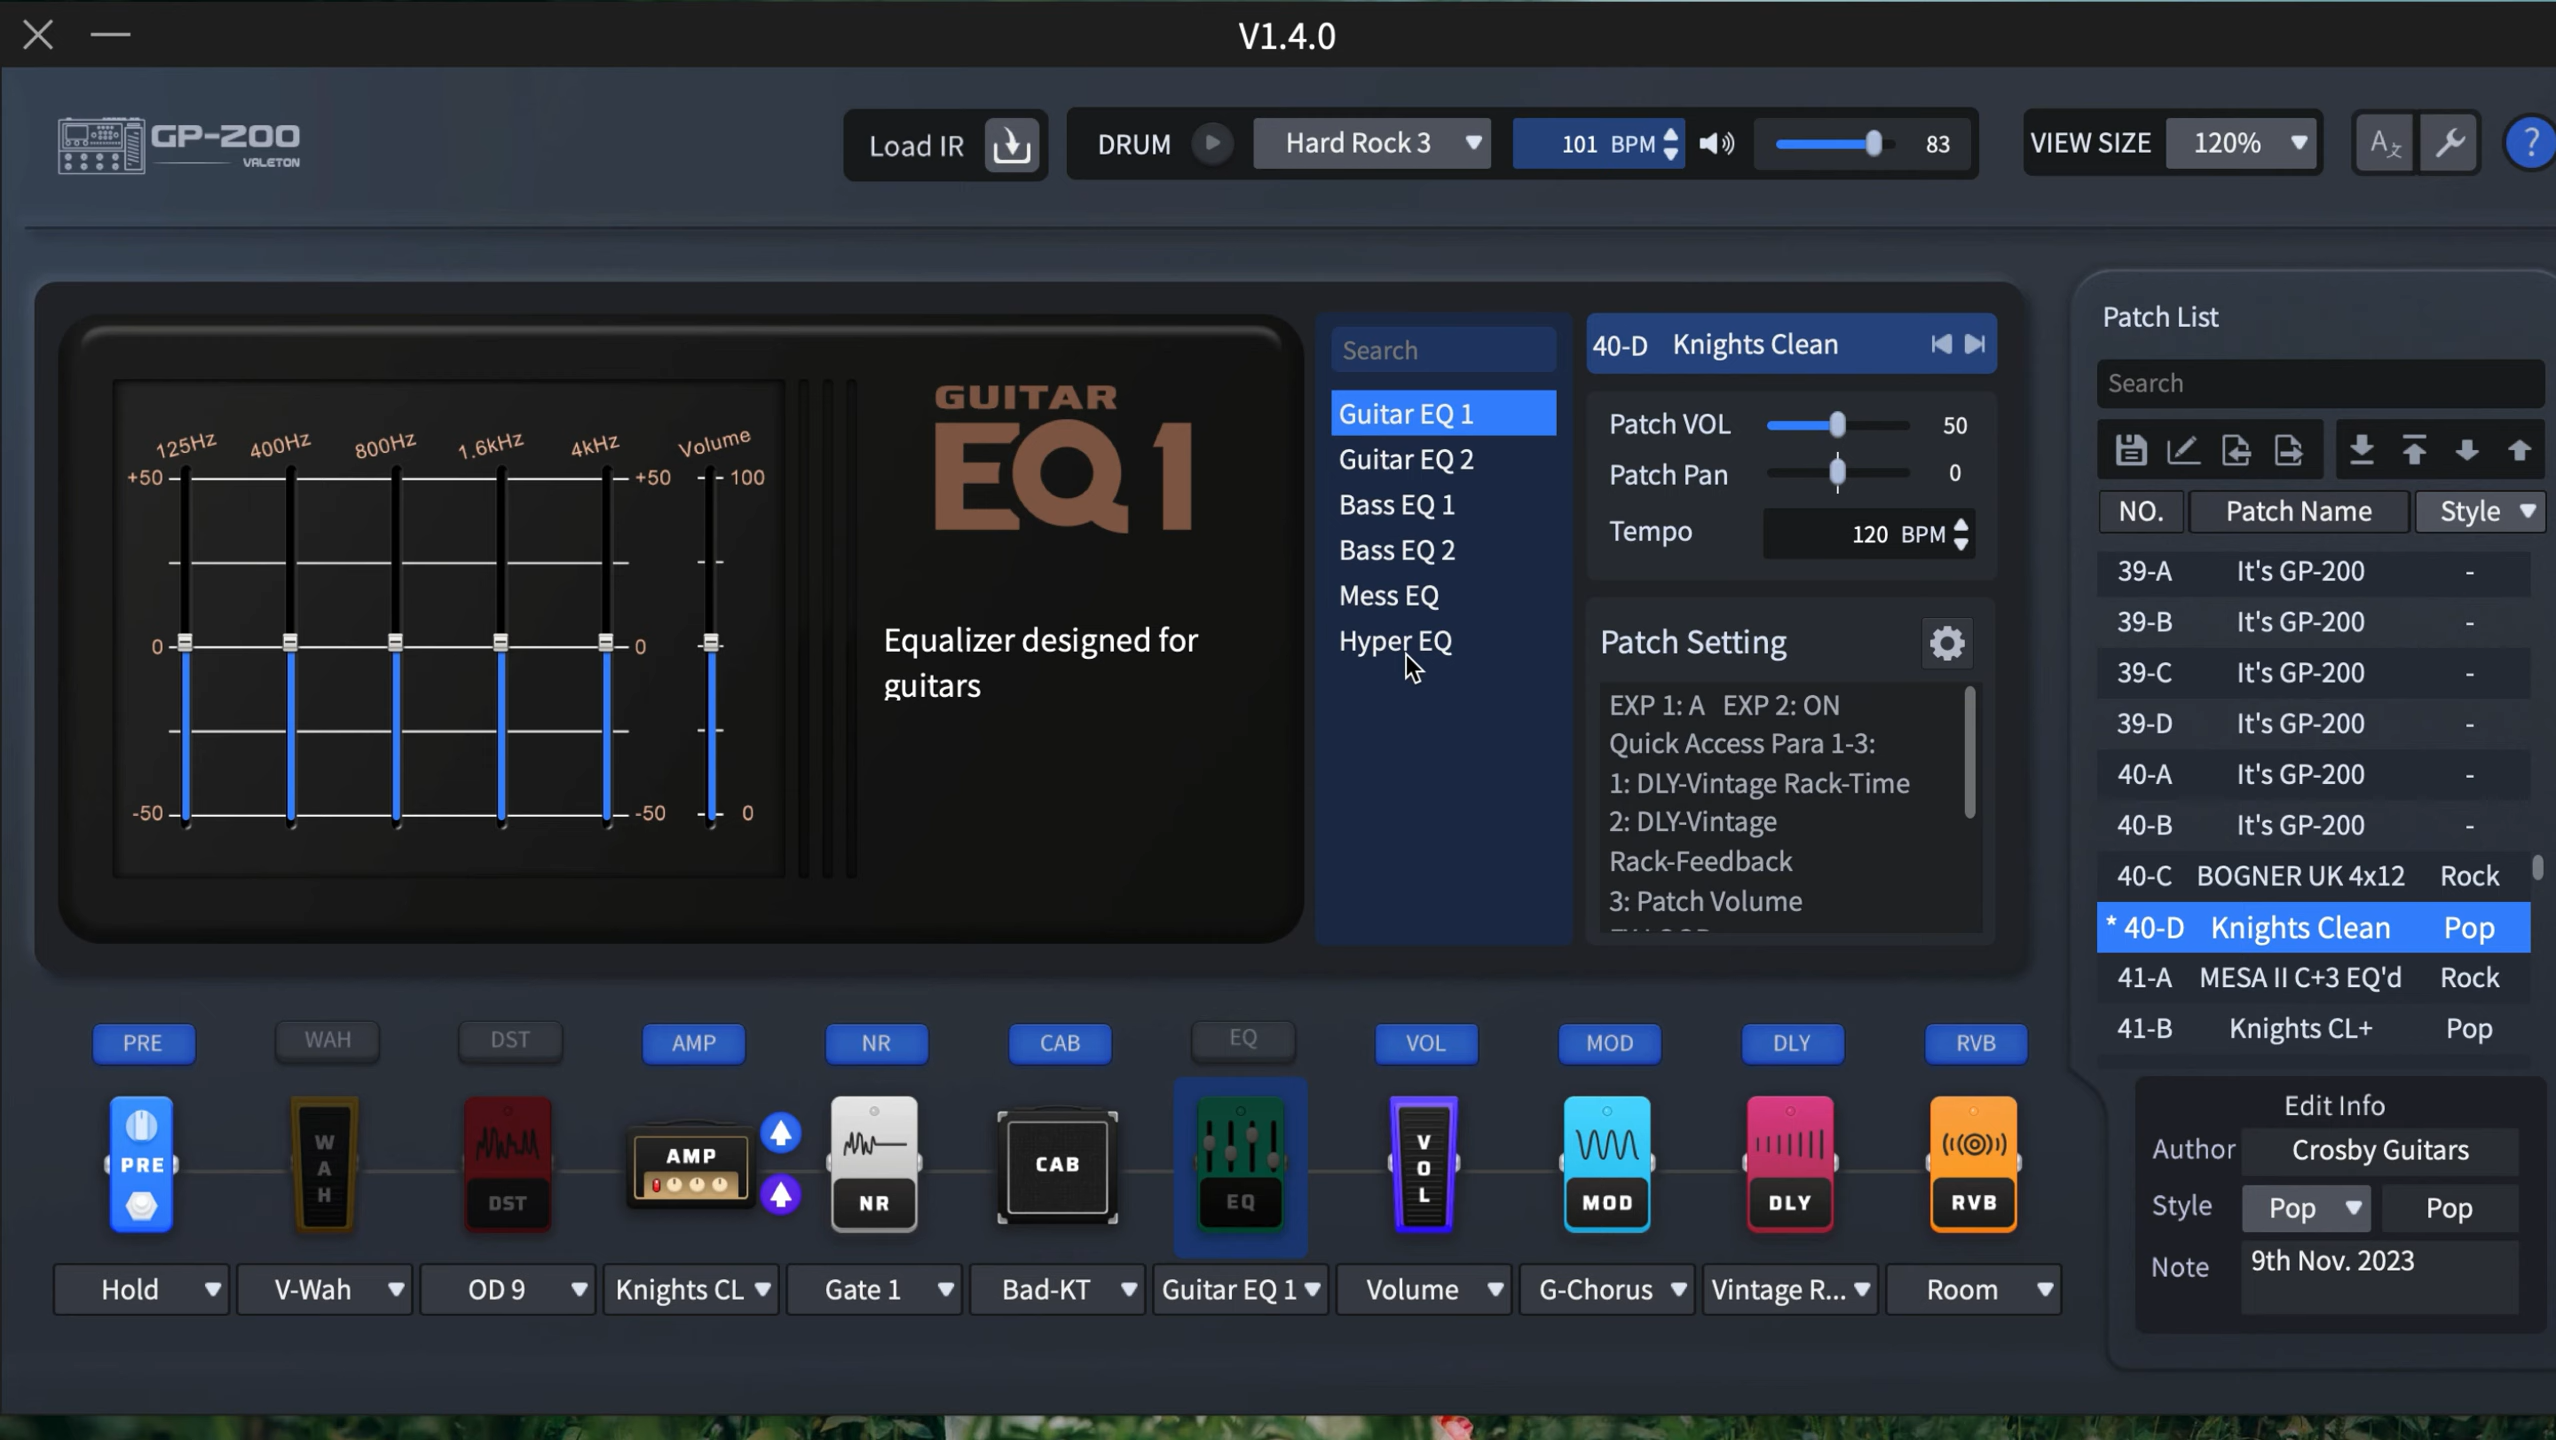 V1.4.0
GP-200
VALETON
Load IR
DRUM
Hard Rock 3
101 BPM
83
VIEW SIZE
120%
?
125Hz 400Hz 800Hz 1.6kHz 4kHz Volume
+50 +50 100
0 0
-50 -50 0
GUITAR
EQ1
Equalizer designed for
guitars
Search
Guitar EQ 1
Guitar EQ 2
Bass EQ 1
Bass EQ 2
Mess EQ
Hyper EQ
40-D Knights Clean
Patch VOL 50
Patch Pan 0
Tempo 120 BPM
Patch Setting
EXP 1: A EXP 2: ON
Quick Access Para 1-3:
1: DLY-Vintage Rack-Time
2: DLY-Vintage
Rack-Feedback
3: Patch Volume
Patch List
Search
NO. Patch Name Style
39-A It's GP-200 -
39-B It's GP-200 -
39-C It's GP-200 -
39-D It's GP-200 -
40-A It's GP-200 -
40-B It's GP-200 -
40-C BOGNER UK 4x12 Rock
* 40-D Knights Clean Pop
41-A MESA II C+3 EQ'd Rock
41-B Knights CL+ Pop
Edit Info
Author Crosby Guitars
Style Pop Pop
Note 9th Nov. 2023
PRE WAH DST AMP NR CAB EQ VOL MOD DLY RVB
PRE WAH DST AMP NR CAB EQ VOL MOD DLY RVB
Hold V-Wah OD 9 Knights CL Gate 1 Bad-KT Guitar EQ 1 Volume G-Chorus Vintage R... Room